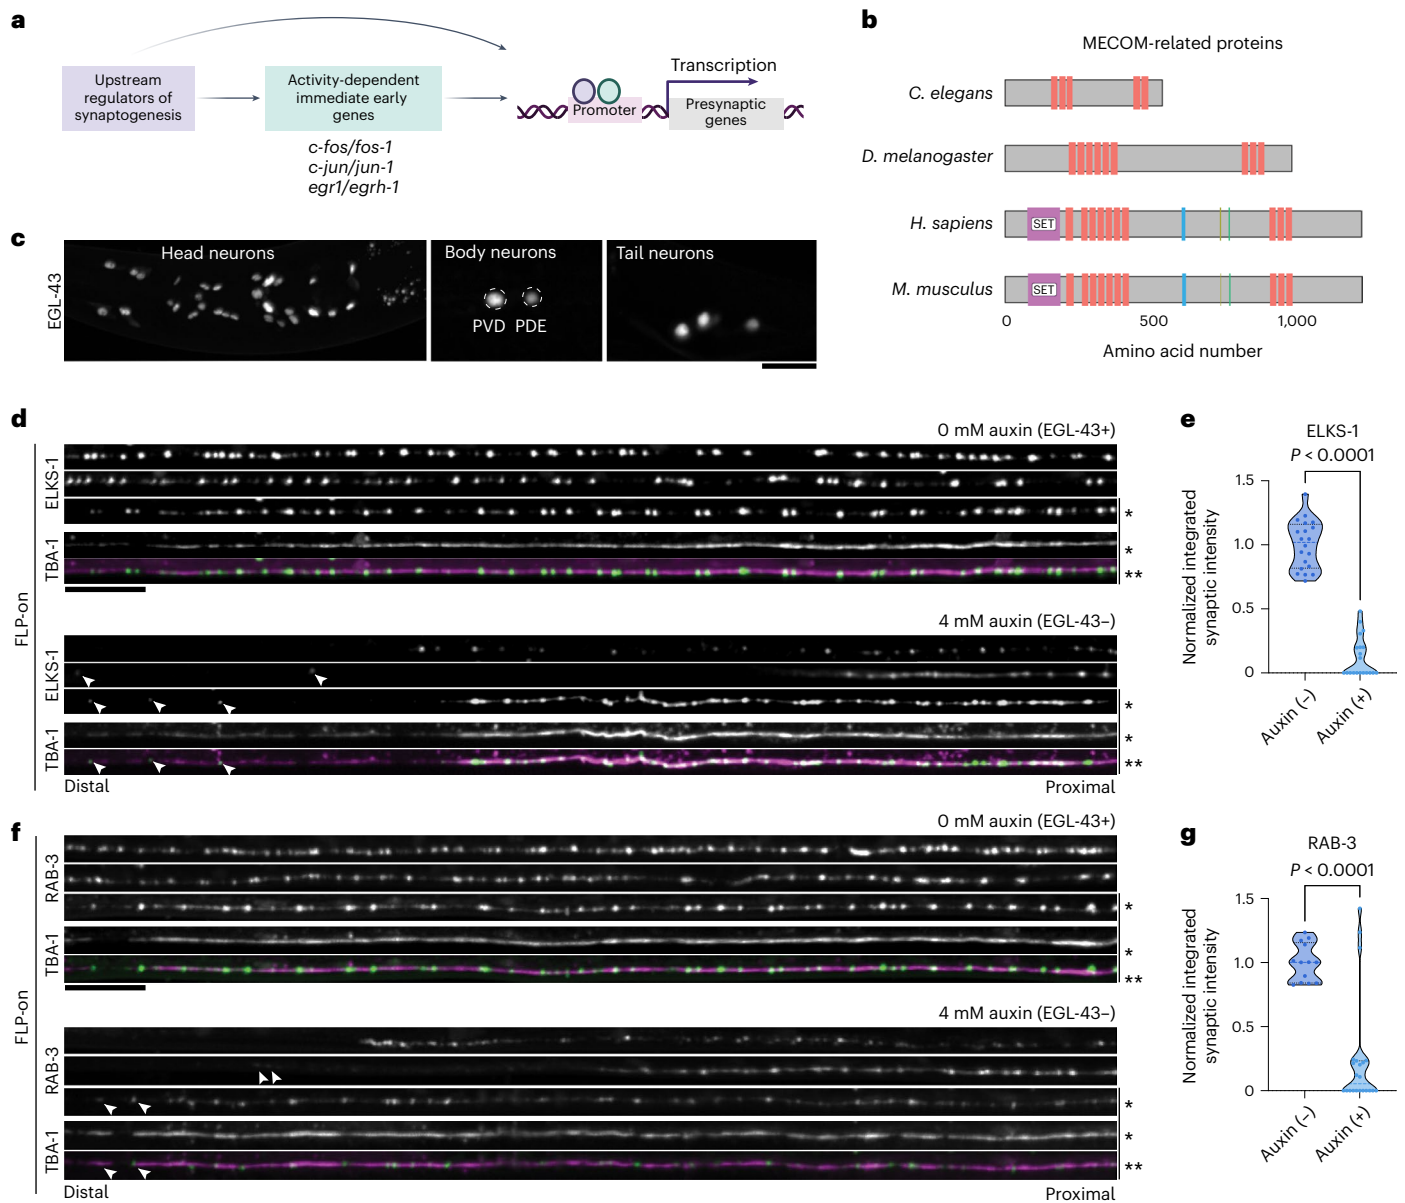 a
Upstream
regulators of
synaptogenesis
Activity-dependent
immediate early
genes
c-fos/fos-1
c-jun/jun-1
egr1/egrh-1
Transcription
Promoter
Presynaptic
genes
b
MECOM-related proteins
C. elegans
D. melanogaster
H. sapiens
SET
M. musculus
SET
0
500
1,000
Amino acid number
c
EGL-43
Head neurons
Body neurons
PVD
PDE
Tail neurons
d
FLP-on
0 mM auxin (EGL-43+)
ELKS-1
*
TBA-1
*
**
4 mM auxin (EGL-43–)
ELKS-1
*
TBA-1
*
**
Distal
Proximal
e
ELKS-1
P < 0.0001
Normalized integrated
synaptic intensity
1.5
1.0
0.5
0
Auxin (–)
Auxin (+)
f
FLP-on
0 mM auxin (EGL-43+)
RAB-3
*
TBA-1
*
**
4 mM auxin (EGL-43–)
RAB-3
*
TBA-1
*
**
Distal
Proximal
g
RAB-3
P < 0.0001
Normalized integrated
synaptic intensity
1.5
1.0
0.5
0
Auxin (–)
Auxin (+)